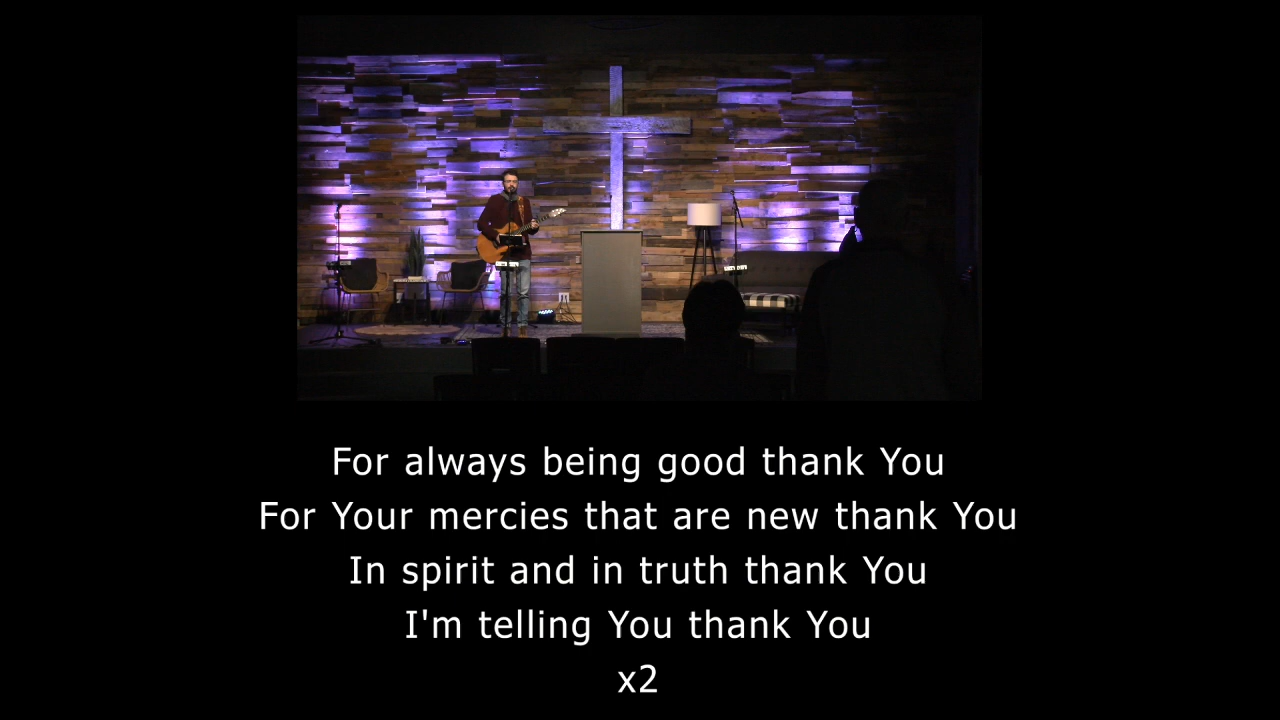 For always being good thank You
For Your mercies that are new thank You
In spirit and in truth thank You
I'm telling You thank You
x2